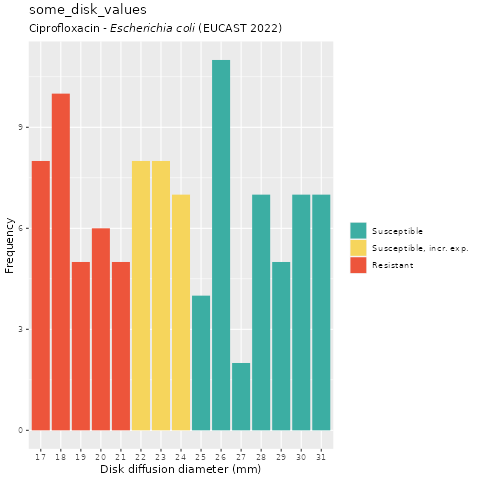 some_disk_values
Ciprofloxacin - Escherichia coli (EUCAST 2022)
Frequency
9
6
3
0
17 18 19 20 21 22 23 24 25 26 27 28 29 30 31
Disk diffusion diameter (mm)
Susceptible
Susceptible, incr. exp.
Resistant